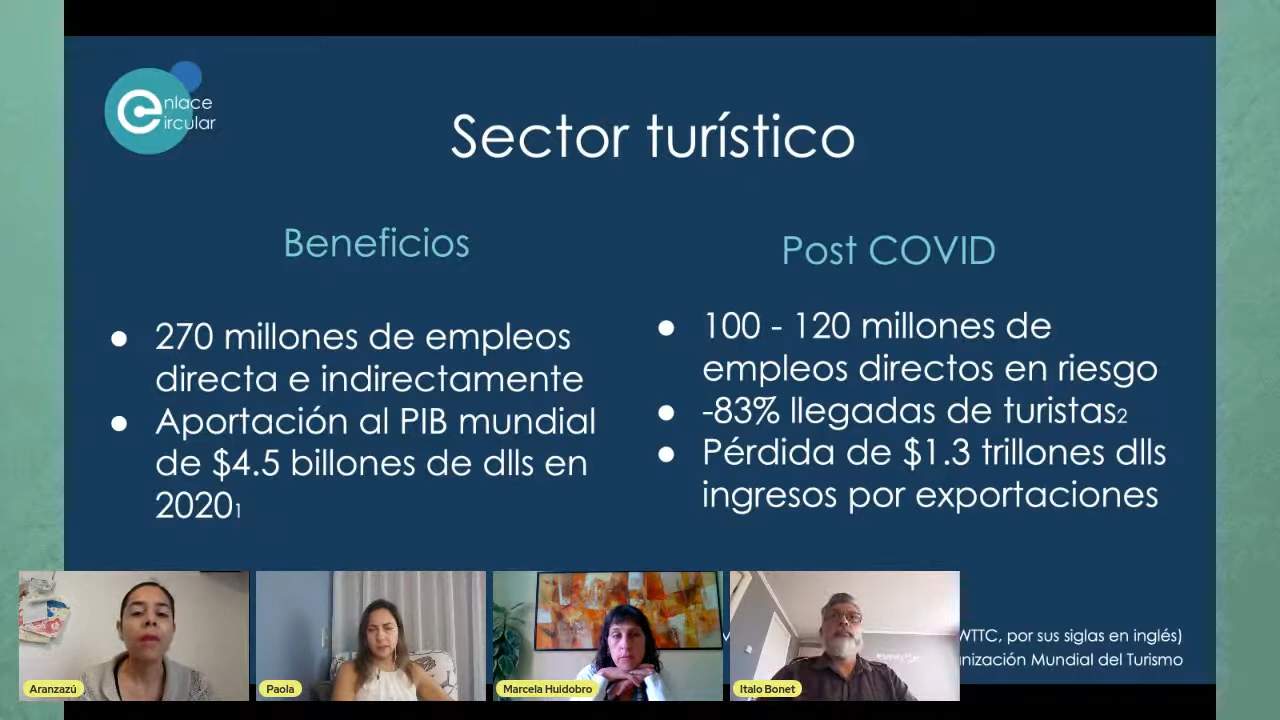 enlace
circular
Sector turístico
Beneficios
● 270 millones de empleos
directa e indirectamente
● Aportación al PIB mundial
de $4.5 billones de dlls en
2020₁
Post COVID
● 100 - 120 millones de
empleos directos en riesgo
● -83% llegadas de turistas₂
● Pérdida de $1.3 trillones dlls
ingresos por exportaciones
WTTC, por sus siglas en inglés)
Mundial del Turismo
Aranzazú
Paola
Marcela Huidobro
Italo Bonet